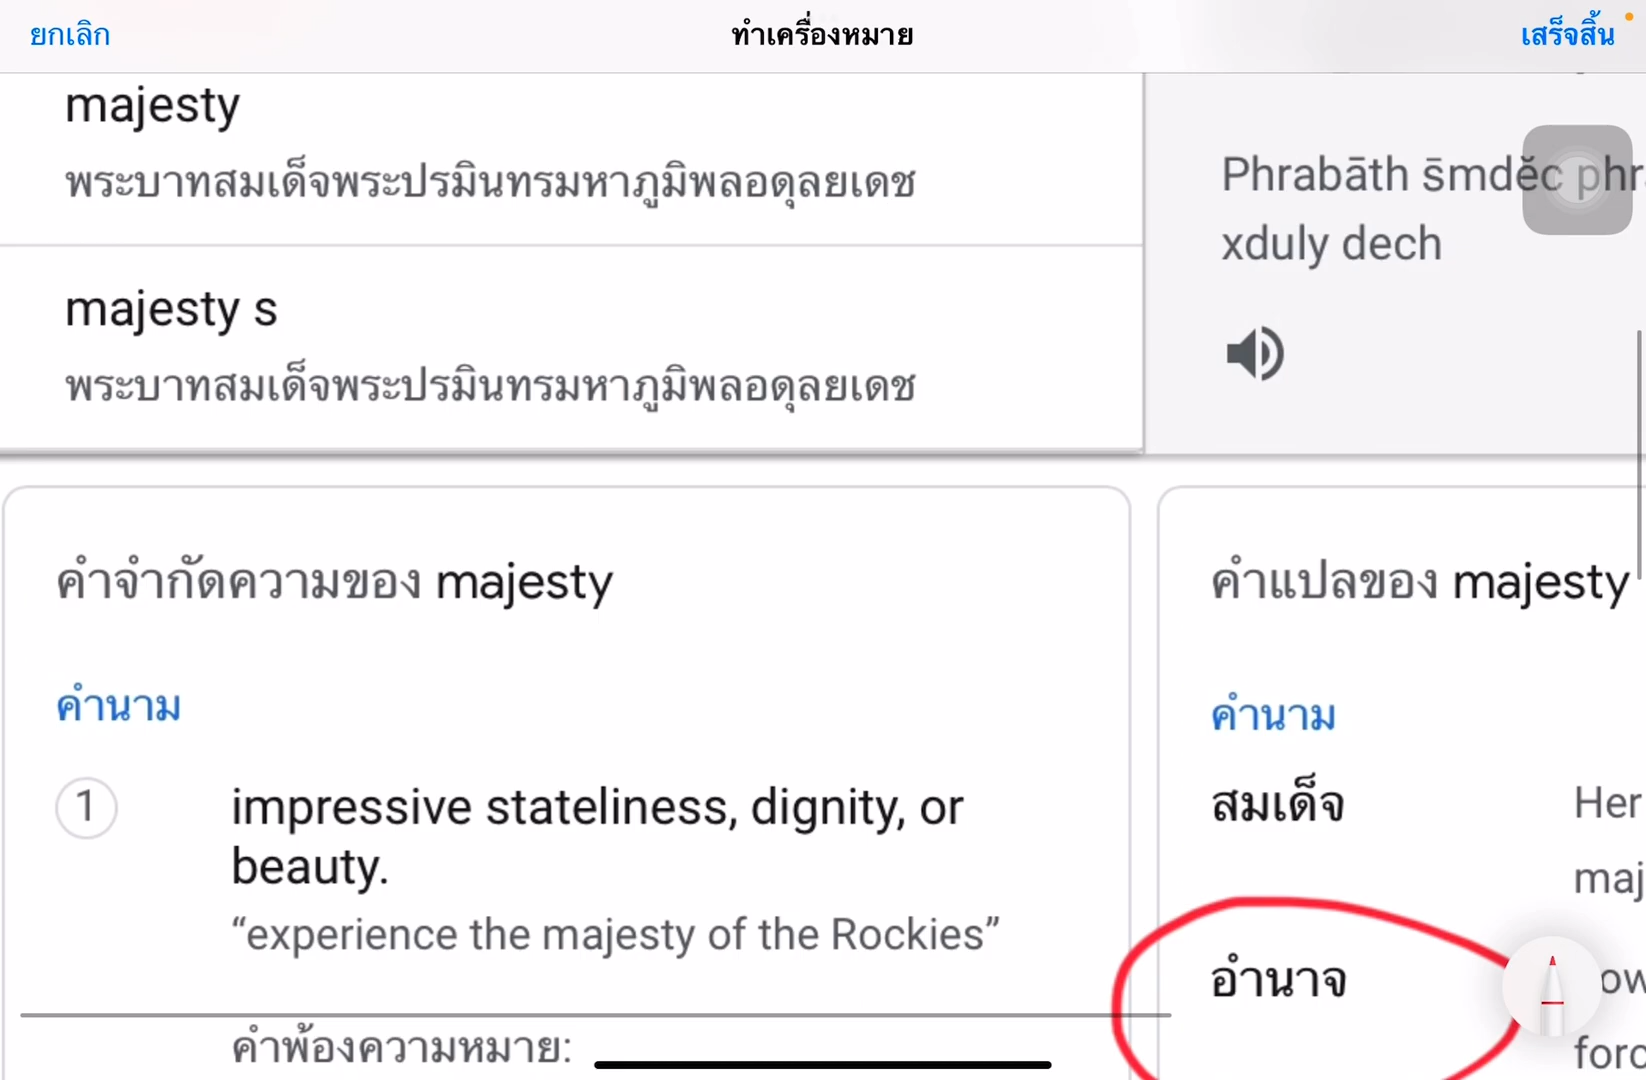 ยกเลิก
ทำเครื่องหมาย
เสร็จสิ้น
majesty
พระบาทสมเด็จพระปรมินทรมหาภูมิพลอดุลยเดช
majesty s
พระบาทสมเด็จพระปรมินทรมหาภูมิพลอดุลยเดช
Phrabāth s̄mdĕc phr
xduly dech
คำจำกัดความของ majesty
คำนาม
1
impressive stateliness, dignity, or
beauty.
“experience the majesty of the Rockies”
คำพ้องความหมาย:
คำแปลของ majesty
คำนาม
สมเด็จ
Her
maj
อำนาจ
forc